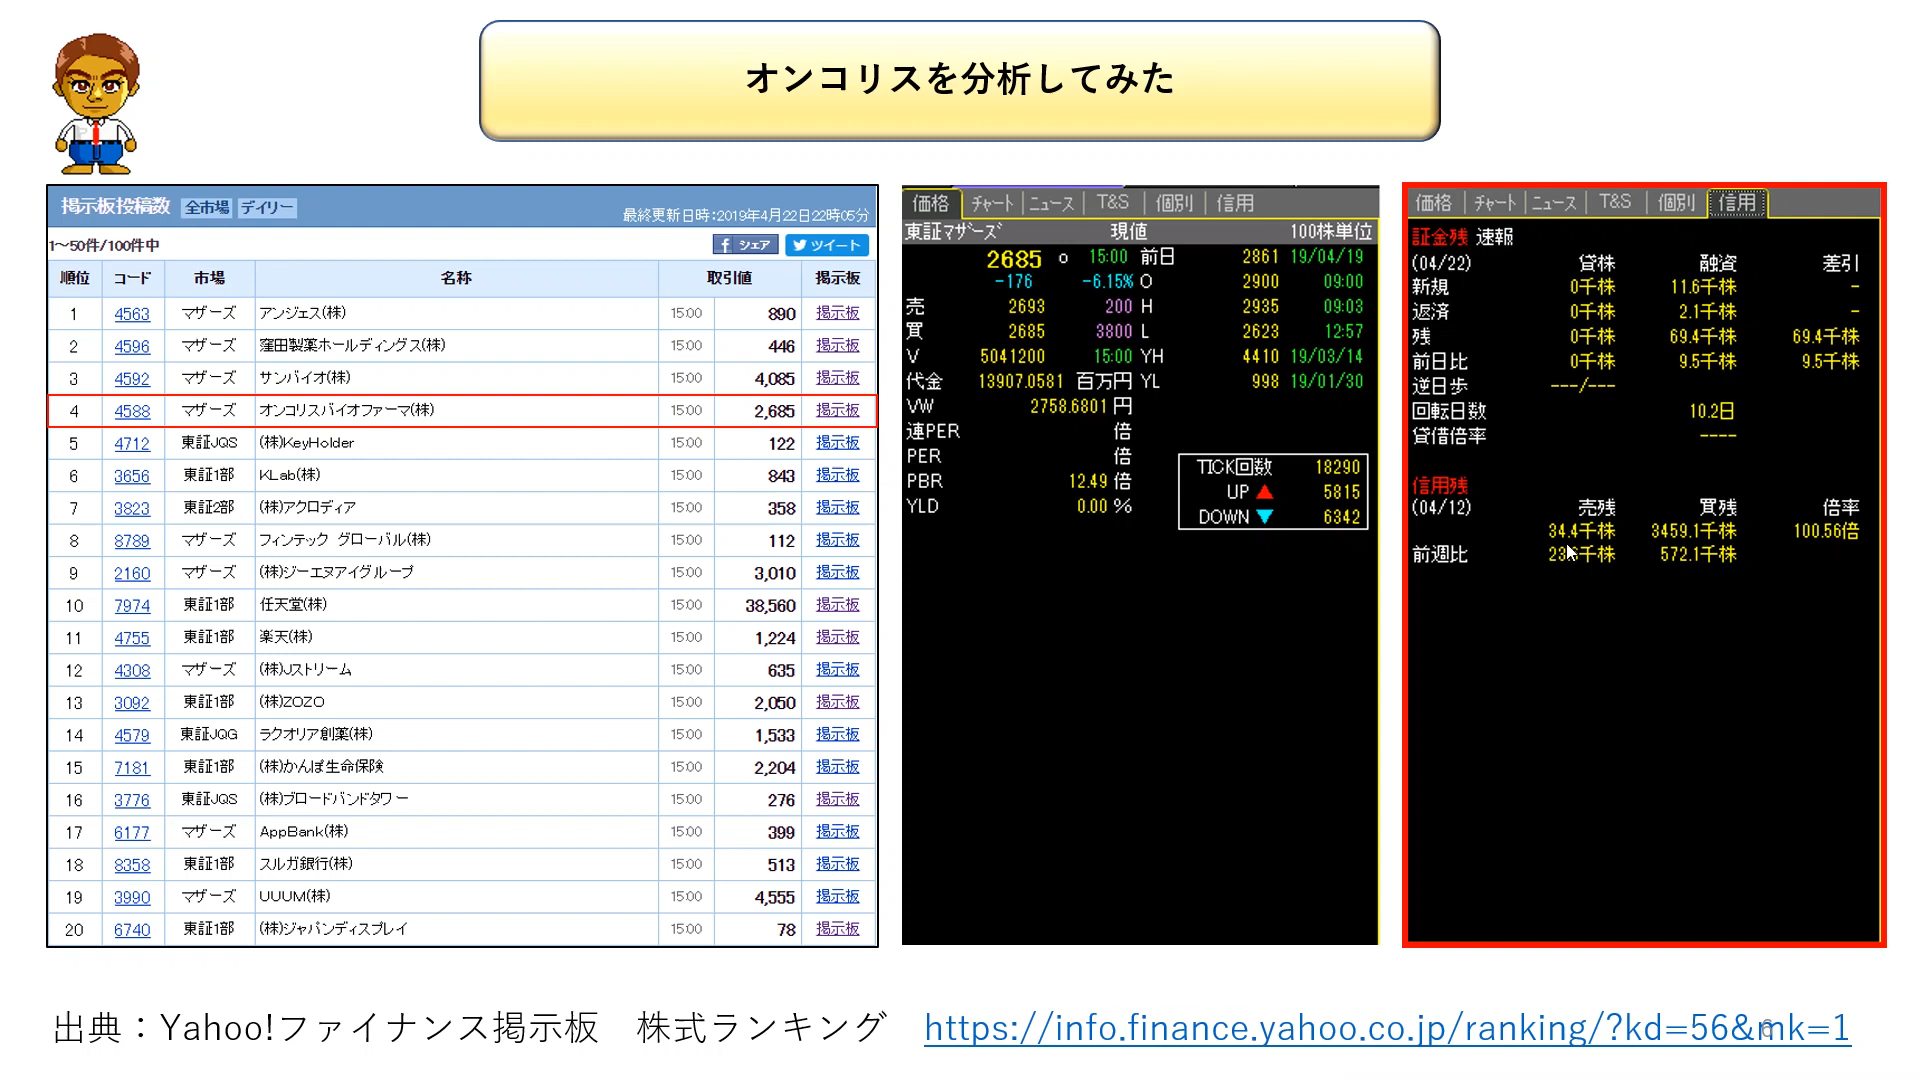 オンコリスを分析してみた
掲示板投稿数 全市場 デイリー
最終更新日時:2019年4月22日22時05分
1～50件/100件中 シェア ツイート
順位 コード 市場 名称 取引値 掲示板
1 4563 マザーズ アンジェス(株) 15:00 890 掲示板
2 4596 マザーズ 窪田製薬ホールディングス(株) 15:00 446 掲示板
3 4592 マザーズ サンバイオ(株) 15:00 4,085 掲示板
4 4588 マザーズ オンコリスバイオファーマ(株) 15:00 2,685 掲示板
5 4712 東証JQS (株)KeyHolder 15:00 122 掲示板
6 3656 東証1部 KLab(株) 15:00 843 掲示板
7 3823 東証2部 (株)アクロディア 15:00 358 掲示板
8 8789 マザーズ フィンテック グローバル(株) 15:00 112 掲示板
9 2160 マザーズ (株)ジーエヌアイグループ 15:00 3,010 掲示板
10 7974 東証1部 任天堂(株) 15:00 38,560 掲示板
11 4755 東証1部 楽天(株) 15:00 1,224 掲示板
12 4308 マザーズ (株)Jストリーム 15:00 635 掲示板
13 3092 東証1部 (株)ZOZO 15:00 2,050 掲示板
14 4579 東証JQG ラクオリア創薬(株) 15:00 1,533 掲示板
15 7181 東証1部 (株)かんぽ生命保険 15:00 2,204 掲示板
16 3776 東証JQS (株)ブロードバンドタワー 15:00 276 掲示板
17 6177 マザーズ AppBank(株) 15:00 399 掲示板
18 8358 東証1部 スルガ銀行(株) 15:00 513 掲示板
19 3990 マザーズ UUUM(株) 15:00 4,555 掲示板
20 6740 東証1部 (株)ジャパンディスプレイ 15:00 78 掲示板
価格 チャート ニュース T&S 個別 信用
東証マザーズ 現値 100株単位
2685 o 15:00 前日 2861 19/04/19
-176 -6.15% O 2900 09:00
売 2693 200 H 2935 09:03
買 2685 3800 L 2623 12:57
V 5041200 15:00 YH 4410 19/03/14
代金 13907.0581 百万円 YL 998 19/01/30
VW 2758.6801 円
連PER 倍
PER 倍
PBR 12.49 倍
YLD 0.00 %
TICK回数 18290
UP ▲ 5815
DOWN ▼ 6342
価格 チャート ニュース T&S 個別 信用
証金残 速報
(04/22) 貸株 融資 差引
新規 0千株 11.6千株 -
返済 0千株 2.1千株 -
残 0千株 69.4千株 69.4千株
前日比 0千株 9.5千株 9.5千株
逆日歩 ---/---
回転日数 10.2日
貸借倍率 ----
信用残
(04/12) 売残 買残 倍率
34.4千株 3459.1千株 100.56倍
前週比 千株 572.1千株
出典：Yahoo!ファイナンス掲示板 株式ランキング https://info.finance.yahoo.co.jp/ranking/?kd=56&mk=1
6